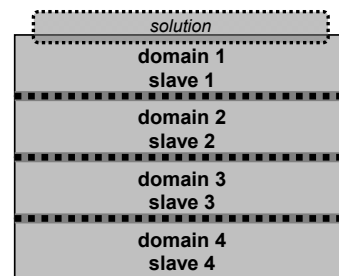 solution
domain 1
slave 1
domain 2
slave 2
domain 3
slave 3
domain 4
slave 4